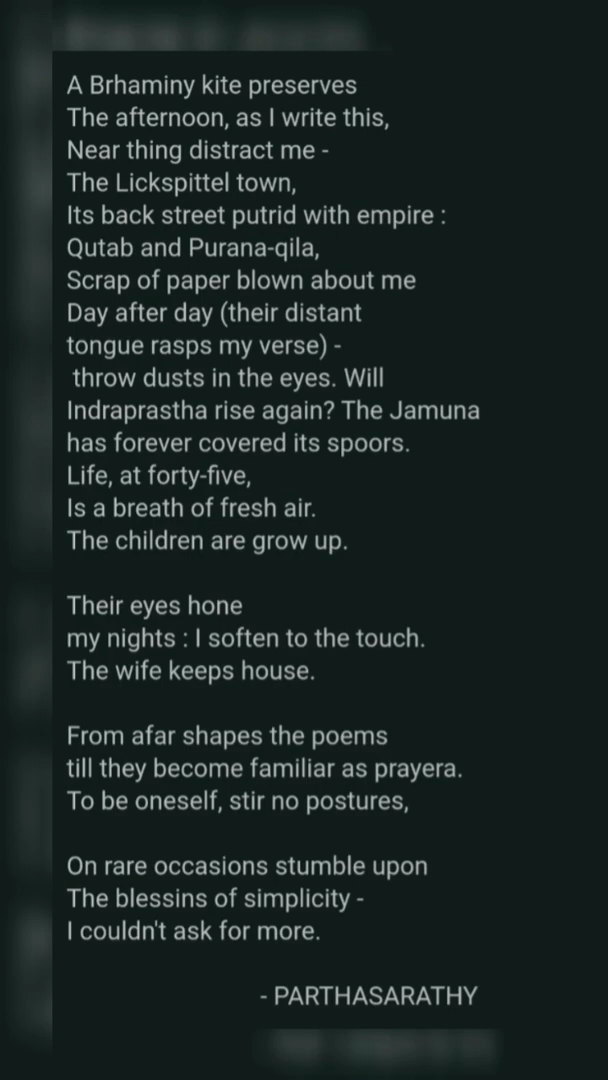 A Brhaminy kite preserves
The afternoon, as I write this,
Near thing distract me -
The Lickspittel town,
Its back street putrid with empire :
Qutab and Purana-qila,
Scrap of paper blown about me
Day after day (their distant
tongue rasps my verse) -
throw dusts in the eyes. Will
Indraprastha rise again? The Jamuna
has forever covered its spoors.
Life, at forty-five,
Is a breath of fresh air.
The children are grow up.
Their eyes hone
my nights : I soften to the touch.
The wife keeps house.
From afar shapes the poems
till they become familiar as prayera.
To be oneself, stir no postures,
On rare occasions stumble upon
The blessins of simplicity -
I couldn't ask for more.
- PARTHASARATHY